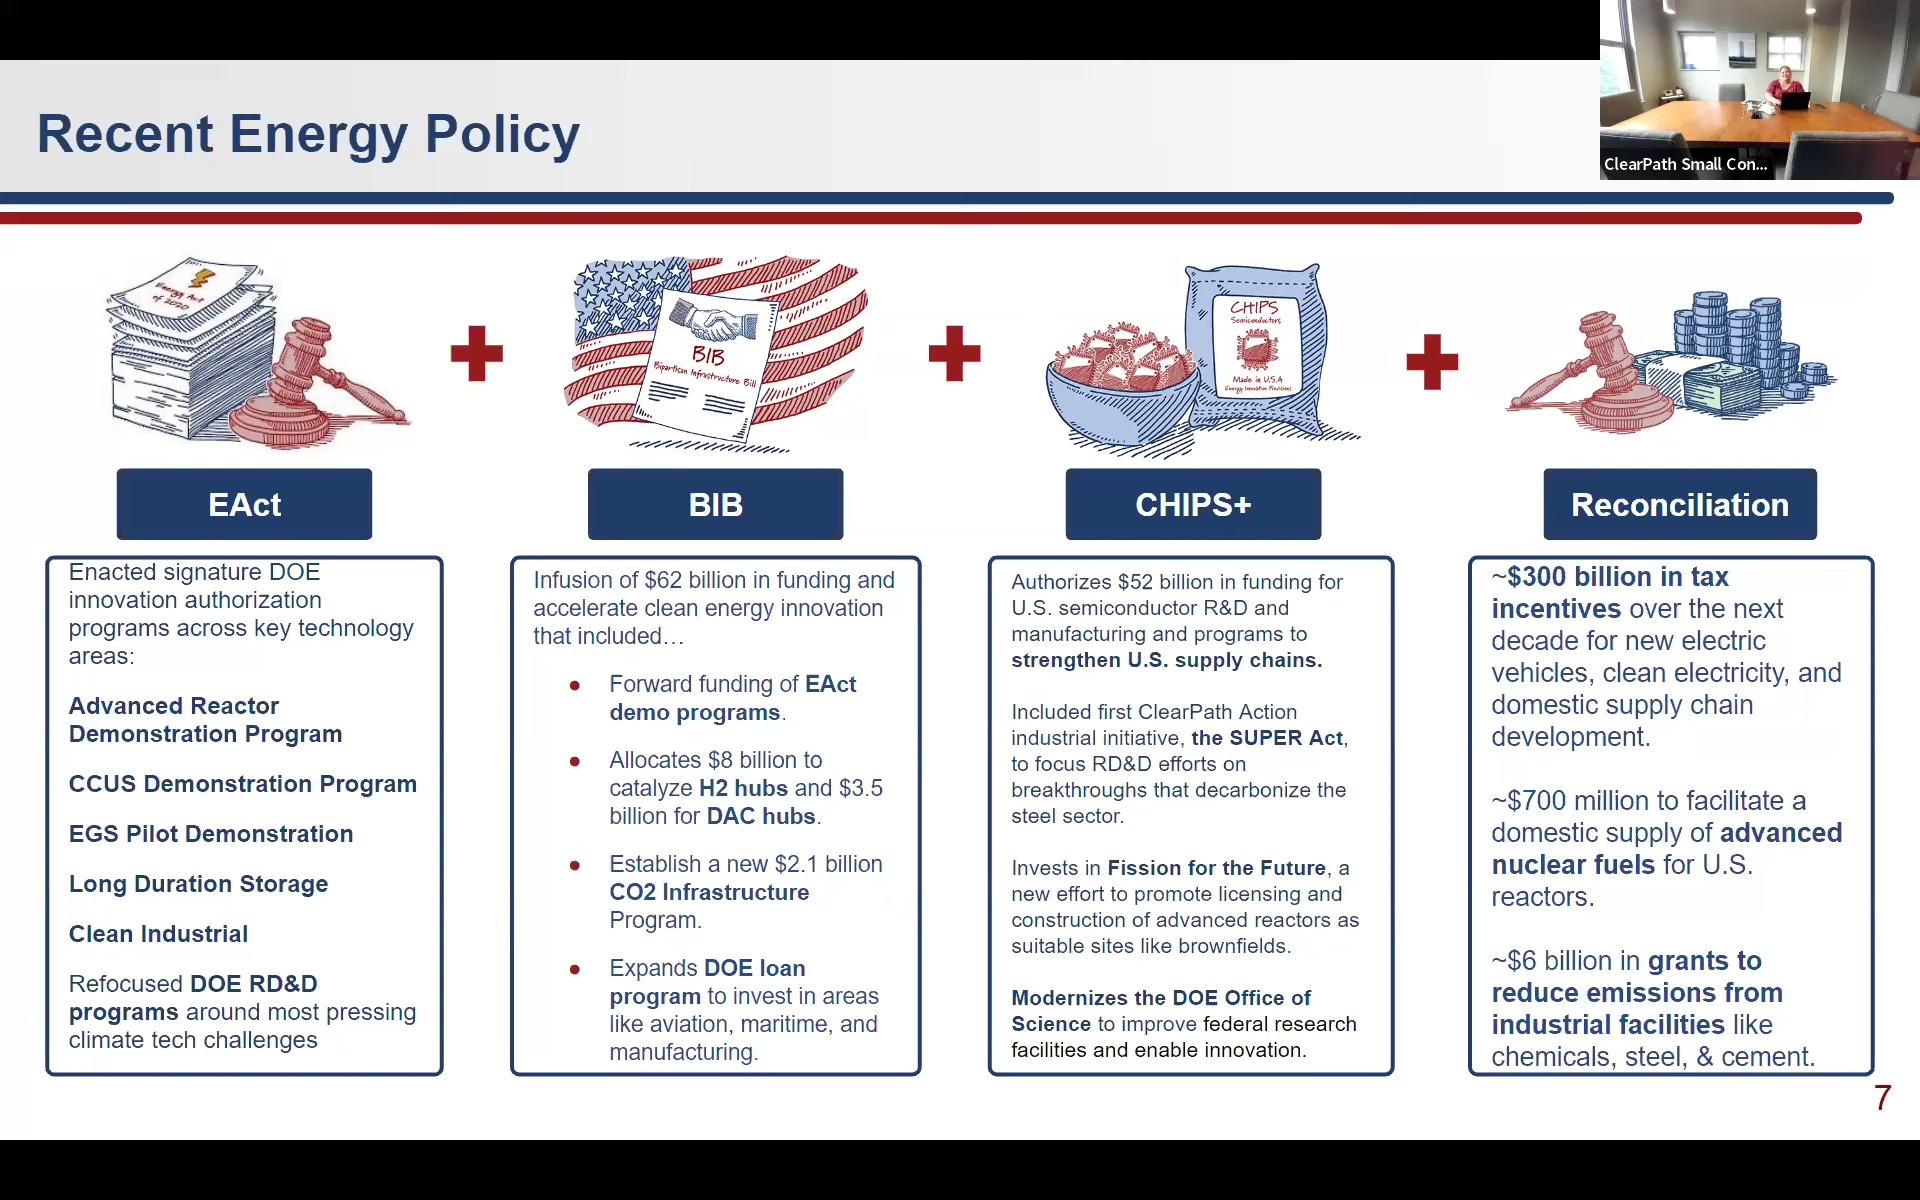 Recent Energy Policy
ClearPath Small Con...
Energy Act
of 2020
BIB
Bipartisan Infrastructure Bill
CHIPS
Semiconductors
Made in U.S.A
Energy Innovation Provisions
EAct
BIB
CHIPS+
Reconciliation
Enacted signature DOE
innovation authorization
programs across key technology
areas:
Advanced Reactor
Demonstration Program
CCUS Demonstration Program
EGS Pilot Demonstration
Long Duration Storage
Clean Industrial
Refocused DOE RD&D
programs around most pressing
climate tech challenges
Infusion of $62 billion in funding and
accelerate clean energy innovation
that included…
● Forward funding of EAct
demo programs.
● Allocates $8 billion to
catalyze H2 hubs and $3.5
billion for DAC hubs.
● Establish a new $2.1 billion
CO2 Infrastructure
Program.
● Expands DOE loan
program to invest in areas
like aviation, maritime, and
manufacturing.
Authorizes $52 billion in funding for
U.S. semiconductor R&D and
manufacturing and programs to
strengthen U.S. supply chains.
Included first ClearPath Action
industrial initiative, the SUPER Act,
to focus RD&D efforts on
breakthroughs that decarbonize the
steel sector.
Invests in Fission for the Future, a
new effort to promote licensing and
construction of advanced reactors as
suitable sites like brownfields.
Modernizes the DOE Office of
Science to improve federal research
facilities and enable innovation.
~$300 billion in tax
incentives over the next
decade for new electric
vehicles, clean electricity, and
domestic supply chain
development.
~$700 million to facilitate a
domestic supply of advanced
nuclear fuels for U.S.
reactors.
~$6 billion in grants to
reduce emissions from
industrial facilities like
chemicals, steel, & cement.
7